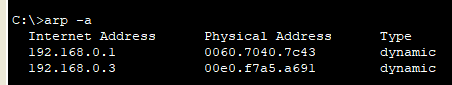 C:\>arp -a
Internet Address Physical Address Type
192.168.0.1 0060.7040.7c43 dynamic
192.168.0.3 00e0.f7a5.a691 dynamic